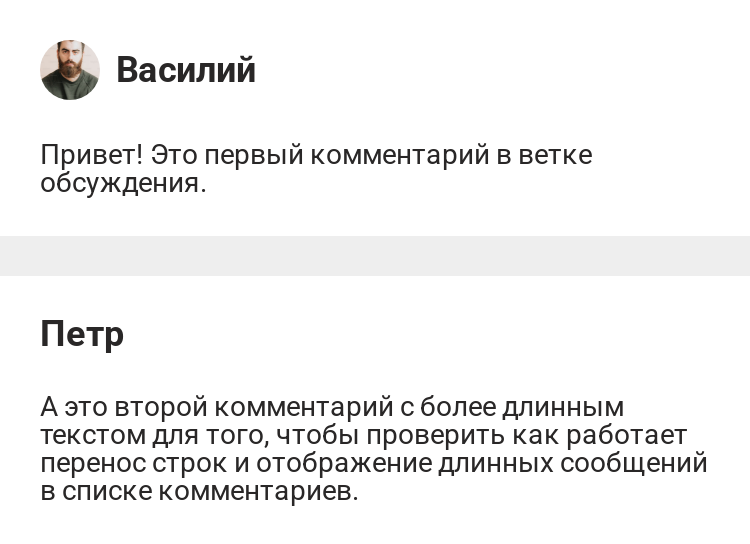 Василий
Привет! Это первый комментарий в ветке
обсуждения.
Петр
А это второй комментарий с более длинным
текстом для того, чтобы проверить как работает
перенос строк и отображение длинных сообщений
в списке комментариев.